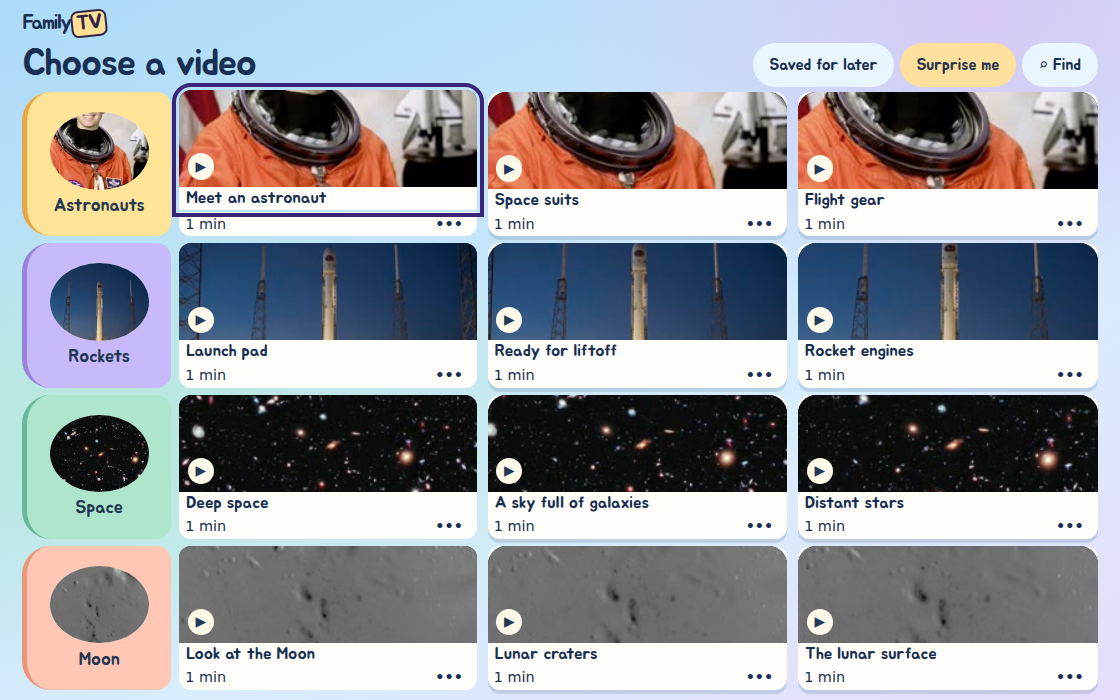 Family TV
Choose a video
Saved for later
Surprise me
⌕ Find
Astronauts
Meet an astronaut
1 min
Space suits
1 min
Flight gear
1 min
Rockets
Launch pad
1 min
Ready for liftoff
1 min
Rocket engines
1 min
Space
Deep space
1 min
A sky full of galaxies
1 min
Distant stars
1 min
Moon
Look at the Moon
1 min
Lunar craters
1 min
The lunar surface
1 min